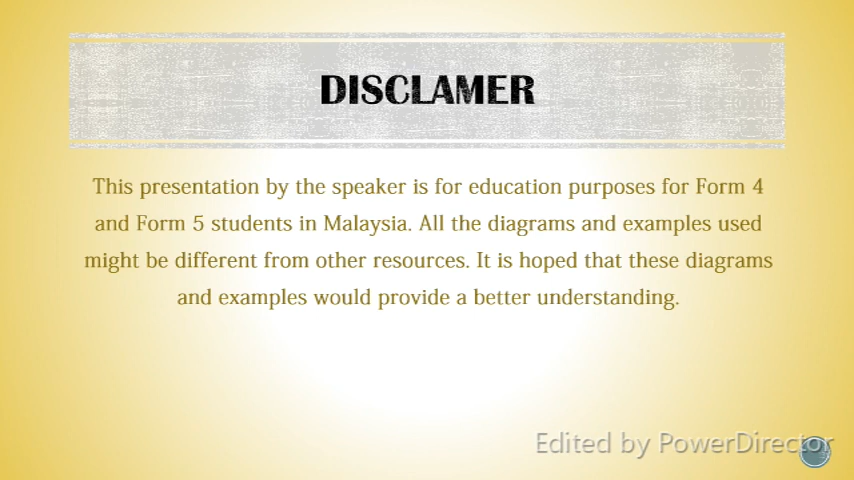 DISCLAMER
This presentation by the speaker is for education purposes for Form 4
and Form 5 students in Malaysia. All the diagrams and examples used
might be different from other resources. It is hoped that these diagrams
and examples would provide a better understanding.
Edited by PowerDirector